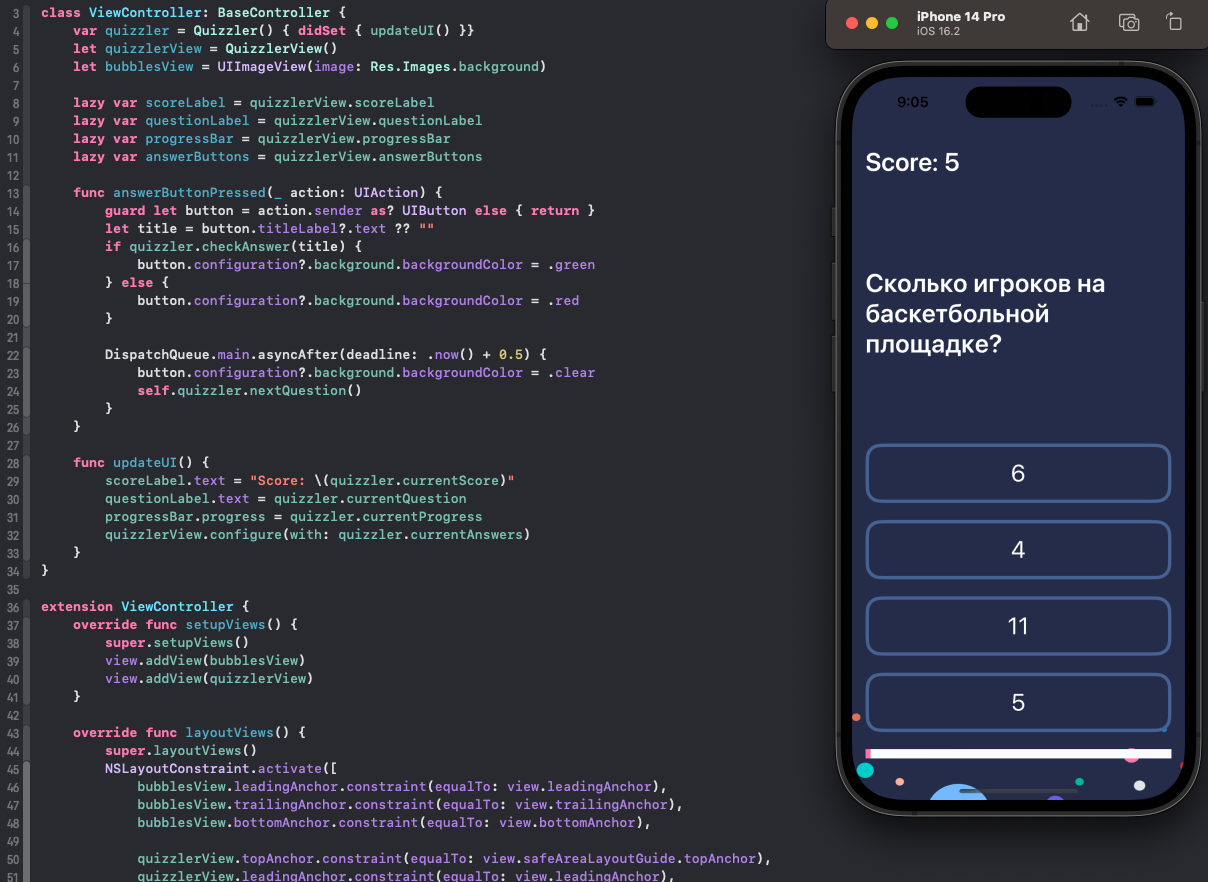 3 class ViewController: BaseController {
4 var quizzler = Quizzler() { didSet { updateUI() }}
5 let quizzlerView = QuizzlerView()
6 let bubblesView = UIImageView(image: Res.Images.background)
7
8 lazy var scoreLabel = quizzlerView.scoreLabel
9 lazy var questionLabel = quizzlerView.questionLabel
10 lazy var progressBar = quizzlerView.progressBar
11 lazy var answerButtons = quizzlerView.answerButtons
12
13 func answerButtonPressed(_ action: UIAction) {
14 guard let button = action.sender as? UIButton else { return }
15 let title = button.titleLabel?.text ?? ""
16 if quizzler.checkAnswer(title) {
17 button.configuration?.background.backgroundColor = .green
18 } else {
19 button.configuration?.background.backgroundColor = .red
20 }
21
22 DispatchQueue.main.asyncAfter(deadline: .now() + 0.5) {
23 button.configuration?.background.backgroundColor = .clear
24 self.quizzler.nextQuestion()
25 }
26 }
27
28 func updateUI() {
29 scoreLabel.text = "Score: \(quizzler.currentScore)"
30 questionLabel.text = quizzler.currentQuestion
31 progressBar.progress = quizzler.currentProgress
32 quizzlerView.configure(with: quizzler.currentAnswers)
33 }
34 }
35
36 extension ViewController {
37 override func setupViews() {
38 super.setupViews()
39 view.addView(bubblesView)
40 view.addView(quizzlerView)
41 }
42
43 override func layoutViews() {
44 super.layoutViews()
45 NSLayoutConstraint.activate([
46 bubblesView.leadingAnchor.constraint(equalTo: view.leadingAnchor),
47 bubblesView.trailingAnchor.constraint(equalTo: view.trailingAnchor),
48 bubblesView.bottomAnchor.constraint(equalTo: view.bottomAnchor),
49
50 quizzlerView.topAnchor.constraint(equalTo: view.safeAreaLayoutGuide.topAnchor),
51 quizzlerView.leadingAnchor.constraint(equalTo: view.leadingAnchor),
iPhone 14 Pro
iOS 16.2
9:05
Score: 5
Сколько игроков на
баскетбольной
площадке?
6
4
11
5